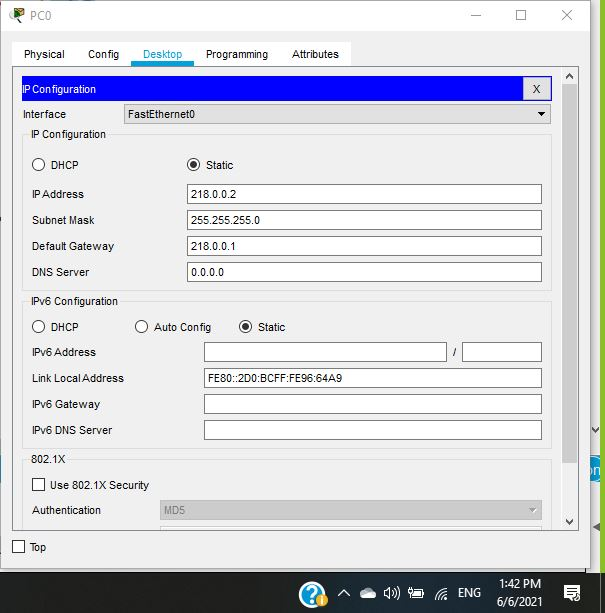 PC0
Physical Config Desktop Programming Attributes
IP Configuration X
Interface FastEthernet0
IP Configuration
DHCP Static
IP Address 218.0.0.2
Subnet Mask 255.255.255.0
Default Gateway 218.0.0.1
DNS Server 0.0.0.0
IPv6 Configuration
DHCP Auto Config Static
IPv6 Address /
Link Local Address FE80::2D0:BCFF:FE96:64A9
IPv6 Gateway
IPv6 DNS Server
802.1X
Use 802.1X Security
Authentication MD5
Top
ENG 1:42 PM
6/6/2021